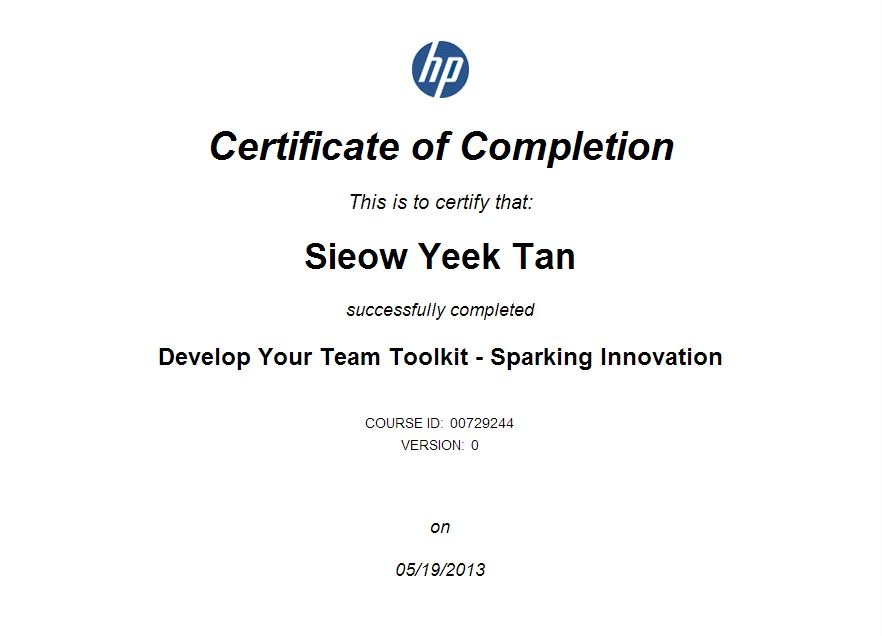 hp
Certificate of Completion
This is to certify that:
Sieow Yeek Tan
successfully completed
Develop Your Team Toolkit - Sparking Innovation
COURSE ID: 00729244
VERSION: 0
on
05/19/2013